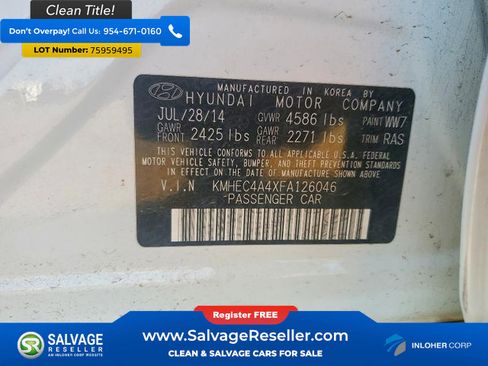 Clean Title!
Don't Overpay! Call Us: 954-671-0160
Lot Number: 75959495
MANUFACTURED IN KOREA BY
HYUNDAI MOTOR COMPANY
JUL/28/14 GVWR 4586 lbs PAINT WW7
GAWR FRONT 2425 lbs GAWR REAR 2271 lbs TRIM RAS
THIS VEHICLE CONFORMS TO ALL APPLICABLE U.S.A. FEDERAL
MOTOR VEHICLE SAFETY, BUMPER, AND THEFT PREVENTION STANDARDS
IN EFFECT ON THE DATE OF MANUFACTURE SHOWN ABOVE.
V.I.N KMHEC4A4XFA126046
PASSENGER CAR
Register FREE!
SALVAGE
RESELLER
AN INLOHER CORP WEBSITE
www.SalvageReseller.com
CLEAN & SALVAGE CARS FOR SALE
INLOHER CORP